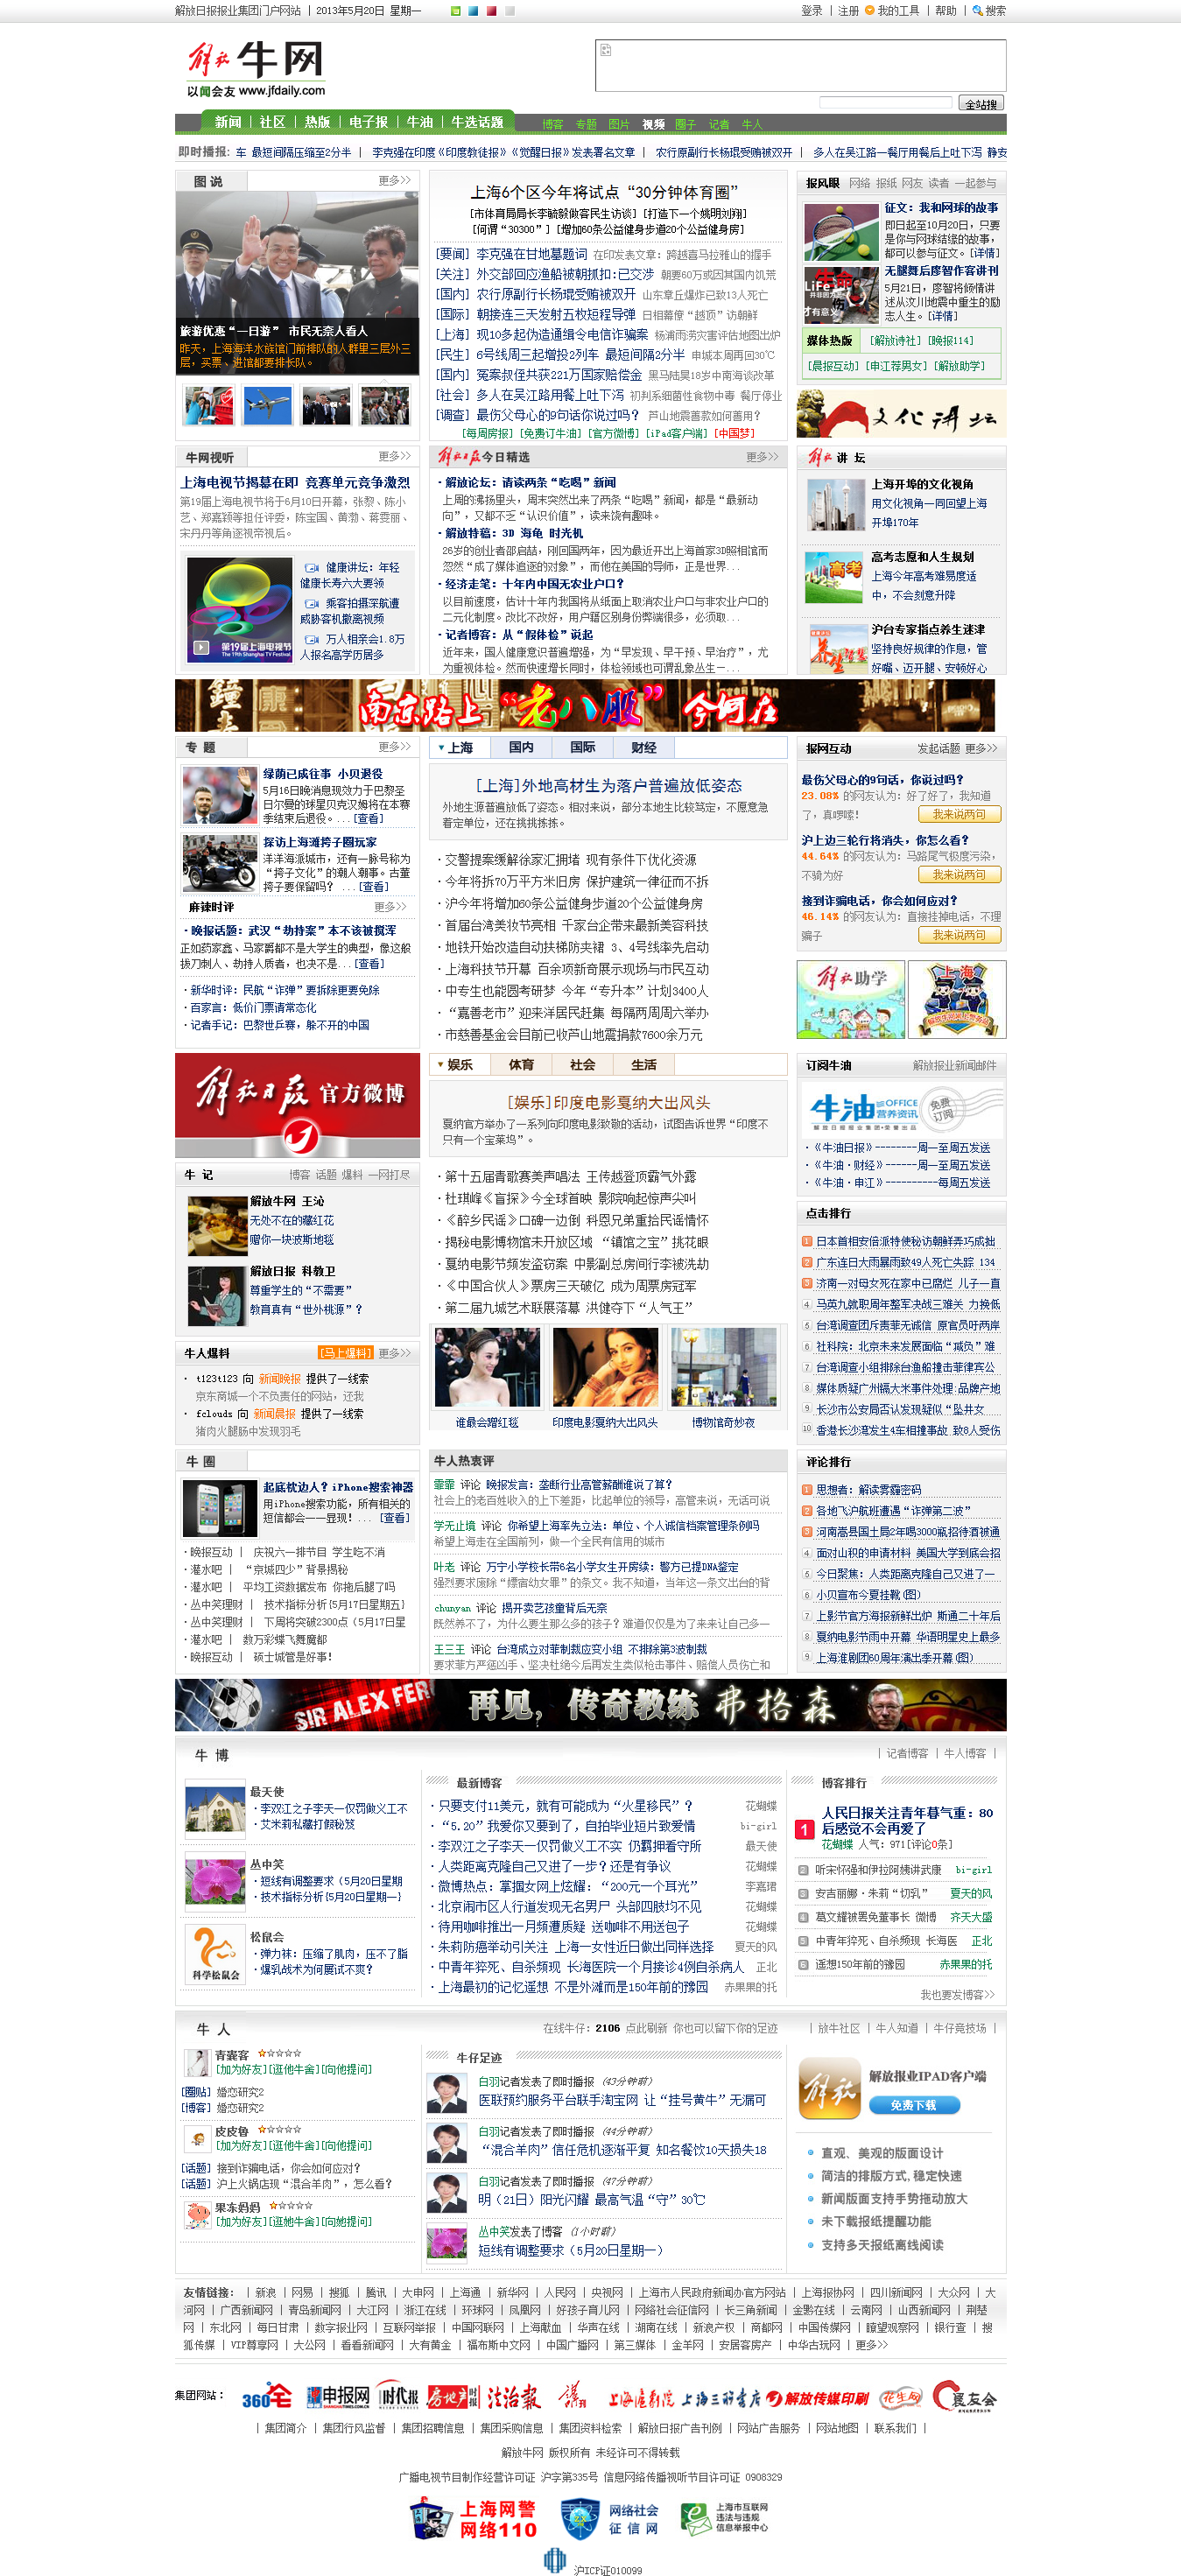 解放日报报业集团门户网站 | 2013年5月20日 星期一
登录 | 注册 我的工具 | 帮助 | 搜索
解放 牛网
以闻会友 www.jfdaily.com
全站搜
新闻 | 社区 | 热版 | 电子报 | 牛油 | 牛选话题
博客 专题 图片 视频 圈子 记者 牛人
即时播报: 车 最短间隔压缩至2分半 | 李克强在印度《印度教徒报》《觉醒日报》发表署名文章 | 农行原副行长杨琨受贿被双开 | 多人在吴江路一餐厅用餐后上吐下泻 静安
图 说 更多>>
旅游优惠“一日游” 市民无奈人看人
昨天，上海海洋水族馆门前排队的人群里三层外三
层，买票、进馆都要排长队。
上海6个区今年将试点“30分钟体育圈”
[市体育局局长李毓毅做客民生访谈] [打造下一个姚明刘翔]
[何谓“30300”] [增加60条公益健身步道20个公益健身房]
[要闻] 李克强在甘地墓题词 在印发表文章：跨越喜马拉雅山的握手
[关注] 外交部回应渔船被朝抓扣:已交涉 朝要60万或因其国内饥荒
[国内] 农行原副行长杨琨受贿被双开 山东章丘爆炸已致13人死亡
[国际] 朝接连三天发射五枚短程导弹 日相幕僚“越顶”访朝鲜
[上海] 现10多起伪造通缉令电信诈骗案 杨浦雨涝灾害评估地图出炉
[民生] 6号线周三起增投2列车 最短间隔2分半 申城本周再回30℃
[国内] 冤案叔侄共获221万国家赔偿金 黑马陆昊18岁中南海谈改革
[社会] 多人在吴江路用餐上吐下泻 初判系细菌性食物中毒 餐厅停业
[调查] 最伤父母心的9句话你说过吗？ 芦山地震善款如何善用？
[每周房报] [免费订牛油] [官方微博] [iPad客户端] [中国梦]
报风眼 网络 报纸 网友 读者 一起参与
征文：我和网球的故事
即日起至10月20日，只要
是你与网球结缘的故事，
都可以参与征文。[详情]
无腿舞后廖智作客讲刊
5月21日，廖智将倾情讲
述从汶川地震中重生的励
志人生。[详情]
媒体热版 [解放诗社] [晚报114]
[晨报互动] [申江荐男女] [解放助学]
文化讲坛
牛网视听 更多>>
上海电视节揭幕在即 竞赛单元竞争激烈
第19届上海电视节将于6月10日开幕，张黎、陈小
艺、郑嘉颖等担任评委，陈宝国、黄渤、蒋雯丽、
宋丹丹等角逐视帝视后。
第19届上海电视节
健康讲坛：年轻
健康长寿六大要领
乘客拍摄深航遭
威胁客机撤离视频
万人相亲会1.8万
人报名高学历居多
解放日报今日精选 更多>>
·解放论坛：请读两条“吃喝”新闻
上周的沸扬里头，周末突然出来了两条“吃喝”新闻，都是“最新动
向”，又都不乏“认识价值”，读来饶有趣味。
·解放特稿：3D 海龟 时光机
26岁的创业者邵启喆，刚回国两年，因为最近开出上海首家3D照相馆而
忽然“成了媒体追逐的对象”，而他在美国的导师，正是世界...
·经济走笔：十年内中国无农业户口？
以目前速度，估计十年内我国将从纸面上取消农业户口与非农业户口的
二元化制度。改比不改好，用户籍区别身份弊端很多，必须取...
·记者博客：从“假体检”说起
近年来，国人健康意识普遍增强，为“早发现、早干预、早治疗”，尤
为重视体检。然而快速增长同时，体检领域也可谓乱象丛生—...
解放 讲 坛
上海开埠的文化视角
用文化视角一同回望上海
开埠170年
高考志愿和人生规划
上海今年高考难易度适
中，不会刻意升降
沪台专家指点养生迷津
坚持良好规律的作息，管
好嘴、迈开腿、安顿好心
南京路上“老八股”今何在
专 题 更多>>
绿荫已成往事 小贝退役
5月16日晚消息现效力于巴黎圣
日尔曼的球星贝克汉姆将在本赛
季结束后退役。...[查看]
探访上海滩挎子圈玩家
洋洋海派城市，还有一脉号称为
“挎子文化”的潮人潮事。古董
挎子要保留吗？ ...[查看]
麻辣时评 更多>>
·晚报话题：武汉“劫持案”本不该被搅浑
正如药家鑫、马家爵都不是大学生的典型，像这般
拔刀刺人、劫持人质者，也决不是...[查看]
·新华时评：民航“诈弹”要拆除更要免除
·百家言：低价门票请常态化
·记者手记：巴黎世乒赛，躲不开的中国
上海 国内 国际 财经
[上海]外地高材生为落户普遍放低姿态
外地生源普遍放低了姿态。相对来说，部分本地生比较笃定，不愿意急
着定单位，还在挑挑拣拣。
·交警提案缓解徐家汇拥堵 现有条件下优化资源
·今年将拆70万平方米旧房 保护建筑一律征而不拆
·沪今年将增加60条公益健身步道20个公益健身房
·首届台湾美妆节亮相 千家台企带来最新美容科技
·地铁开始改造自动扶梯防夹裙 3、4号线率先启动
·上海科技节开幕 百余项新奇展示现场与市民互动
·中专生也能圆考研梦 今年“专升本”计划3400人
·“嘉善老市”迎来洋居民赶集 每隔两周周六举办
·市慈善基金会目前已收芦山地震捐款7600余万元
报网互动 发起话题 更多>>
最伤父母心的9句话，你说过吗？
23.08% 的网友认为：好了好了，我知道
了，真啰嗦！ 我来说两句
沪上边三轮行将消失，你怎么看？
44.64% 的网友认为：马路尾气极度污染，
不骑为好 我来说两句
接到诈骗电话，你会如何应对？
46.14% 的网友认为：直接挂掉电话，不理
骗子 我来说两句
解放 助学
上海
解放日报 官方微博
牛 记 博客 话题 爆料 一网打尽
解放牛网 王沁
无处不在的藏红花
赠你一块波斯地毯
解放日报 科教卫
尊重学生的“不需要”
教育真有“世外桃源”？
牛人爆料 [马上爆料] 更多>>
· t123t123 向 新闻晚报 提供了一线索
京东商城一个不负责任的网站，还我
· fclouds 向 新闻晨报 提供了一线索
猪肉火腿肠中发现羽毛
娱乐 体育 社会 生活
[娱乐]印度电影戛纳大出风头
戛纳官方举办了一系列向印度电影致敬的活动，试图告诉世界“印度不
只有一个宝莱坞”。
·第十五届青歌赛美声唱法 王传越登顶霸气外露
·杜琪峰《盲探》今全球首映 影院响起惊声尖叫
·《醉乡民谣》口碑一边倒 科恩兄弟重拾民谣情怀
·揭秘电影博物馆未开放区域 “镇馆之宝”挑花眼
·戛纳电影节频发盗窃案 中影副总房间行李被洗劫
·《中国合伙人》票房三天破亿 成为周票房冠军
·第二届九城艺术联展落幕 洪健夺下“人气王”
谁最会蹭红毯 印度电影戛纳大出风头 博物馆奇妙夜
订阅牛油 解放报业新闻邮件
牛油 OFFICE 营养资讯 免费 订阅
·《牛油日报》--------周一至周五发送
·《牛油·财经》------周一至周五发送
·《牛油·申江》----------每周五发送
点击排行
1 日本首相安倍派特使秘访朝鲜弄巧成拙
2 广东连日大雨暴雨致49人死亡失踪 134
3 济南一对母女死在家中已腐烂 儿子一直
4 马英九就职周年整军决战三难关 力挽低
5 台湾调查团斥责菲无诚信 原官员吁两岸
6 社科院：北京未来发展面临“减负”难
7 台湾调查小组排除台渔船撞击菲律宾公
8 媒体质疑广州镉大米事件处理:品牌产地
9 长沙市公安局否认发现疑似“坠井女
10 香港长沙湾发生4车相撞事故 致8人受伤
牛 圈
起底枕边人？iPhone搜索神器
用iPhone搜索功能，所有相关的
短信都会一一显现！... [查看]
·晚报互动 | 庆祝六一排节目 学生吃不消
·灌水吧 | “京城四少”背景揭秘
·灌水吧 | 平均工资数据发布 你拖后腿了吗
·丛中笑理财 | 技术指标分析{5月17日星期五}
·丛中笑理财 | 下周将突破2300点（5月17日星
·灌水吧 | 数万彩蝶飞舞魔都
·晚报互动 | 硕士城管是好事！
牛人热衷评
霏霏 评论 晚报发言：垄断行业高管薪酬谁说了算？
社会上的老百姓收入的上下差距，比起单位的领导，高管来说，无话可说
学无止境 评论 你希望上海率先立法：单位、个人诚信档案管理条例吗
希望上海走在全国前列，做一个全民有信用的城市
叶老 评论 万宁小学校长带6名小学女生开房续：警方已提DNA鉴定
强烈要求废除“嫖宿幼女罪”的条文。我不知道，当年这一条文出台的背
chunyan 评论 揭开卖艺孩童背后无奈
既然养不了，为什么要生那么多的孩子？难道仅仅是为了来来让自己多一
王三王 评论 台湾成立对菲制裁应变小组 不排除第3波制裁
要求菲方严惩凶手、坚决杜绝今后再发生类似枪击事件、赔偿人员伤亡和
评论排行
1 思想者：解读雾霾密码
2 各地飞沪航班遭遇“诈弹第二波”
3 河南嵩县国土局2年喝3000瓶招待酒被通
4 面对山积的申请材料 美国大学到底会招
5 今日聚焦：人类距离克隆自己又进了一
6 小贝宣布今夏挂靴(图)
7 上影节官方海报新鲜出炉 斯通二十年后
8 戛纳电影节雨中开幕 华语明星史上最多
9 上海淮剧团60周年演出季开幕(图)
SIR ALEX FER 再见，传奇教练 弗格森
牛 博 | 记者博客 | 牛人博客 |
最天使
·李双江之子李天一仅罚做义工不
·艾米莉私藏打假秘笈
丛中笑
·短线有调整要求（5月20日星期
·技术指标分析{5月20日星期一}
松鼠会
·弹力袜：压缩了肌肉，压不了脂
·爆乳战术为何屡试不爽？
科学松鼠会
最新博客
·只要支付11美元，就有可能成为“火星移民”？ 花蝴蝶
·“5.20”我爱你又要到了，自拍毕业短片致爱情 bi-girl
·李双江之子李天一仅罚做义工不实 仍羁押看守所 最天使
·人类距离克隆自己又进了一步？还是有争议 花蝴蝶
·微博热点：掌掴女网上炫耀：“200元一个耳光” 李嘉珺
·北京闹市区人行道发现无名男尸 头部四肢均不见 花蝴蝶
·待用咖啡推出一月频遭质疑 送咖啡不用送包子 花蝴蝶
·朱莉防癌举动引关注 上海一女性近日做出同样选择 夏天的风
·中青年猝死、自杀频现 长海医院一个月接诊4例自杀病人 正北
·上海最初的记忆遥想 不是外滩而是150年前的豫园 赤果果的托
博客排行
1 人民日报关注青年暮气重：80
后感觉不会再爱了
花蝴蝶 人气：971[评论0条]
2 听宋怀强和伊拉阿姨讲武康 bi-girl
3 安吉丽娜·朱莉“切乳” 夏天的风
4 葛文耀被罢免董事长 微博 齐天大盛
5 中青年猝死、自杀频现 长海医 正北
6 遥想150年前的豫园 赤果果的托
我也要发博客>>
牛 人 在线牛仔：2106 点此刷新 你也可以留下你的足迹 | 放牛社区 | 牛人知道 | 牛仔竞技场 |
青囊客
[加为好友][逛他牛舍][向他提问]
[圈贴] 婚恋研究2
[博客] 婚恋研究2
皮皮鲁
[加为好友][逛他牛舍][向他提问]
[话题] 接到诈骗电话，你会如何应对？
[话题] 沪上火锅店现“混合羊肉”，怎么看？
果冻妈妈
[加为好友][逛她牛舍][向她提问]
牛仔足迹
白羽记者发表了即时播报 （43分钟前）
医联预约服务平台联手淘宝网 让“挂号黄牛”无漏可
白羽记者发表了即时播报 （44分钟前）
“混合羊肉”信任危机逐渐平复 知名餐饮10天损失18
白羽记者发表了即时播报 （47分钟前）
明（21日）阳光闪耀 最高气温“守”30℃
丛中笑发表了博客 （1小时前）
短线有调整要求（5月20日星期一）
解放
解放报业IPAD客户端
免费下载
直观、美观的版面设计
简洁的排版方式,稳定快速
新闻版面支持手势拖动放大
未下载报纸提醒功能
支持多天报纸离线阅读
友情链接： | 新浪 | 网易 | 搜狐 | 腾讯 | 大申网 | 上海通 | 新华网 | 人民网 | 央视网 | 上海市人民政府新闻办官方网站 | 上海报协网 | 四川新闻网 | 大众网 | 大
河网 | 广西新闻网 | 青岛新闻网 | 大江网 | 浙江在线 | 环球网 | 凤凰网 | 好孩子育儿网 | 网络社会征信网 | 长三角新闻 | 金黔在线 | 云南网 | 山西新闻网 | 荆楚
网 | 东北网 | 每日甘肃 | 数字报业网 | 互联网举报 | 中国网联网 | 上海献血 | 华声在线 | 湖南在线 | 新浪产权 | 南都网 | 中国传媒网 | 瞭望观察网 | 银行查 | 搜
狐传媒 | VIP尊享网 | 大公网 | 看看新闻网 | 大有黄金 | 福布斯中文网 | 中国广播网 | 第三媒体 | 金羊网 | 安居客房产 | 中华古玩网 | 更多>>
集团网站： 360宅 申报网 时代报 房地产时报 法治报 上海沪剧院 上海三联书店 解放传媒印刷 花生网
| 集团简介 | 集团行风监督 | 集团招聘信息 | 集团采购信息 | 集团资料检索 | 解放日报广告刊例 | 网站广告服务 | 网站地图 | 联系我们 |
解放牛网 版权所有 未经许可不得转载
广播电视节目制作经营许可证 沪字第335号 信息网络传播视听节目许可证 0908329
上海网警
网络110
网络社会
征信网
上海市互联网
违法与违规
信息举报中心
沪ICP证010099